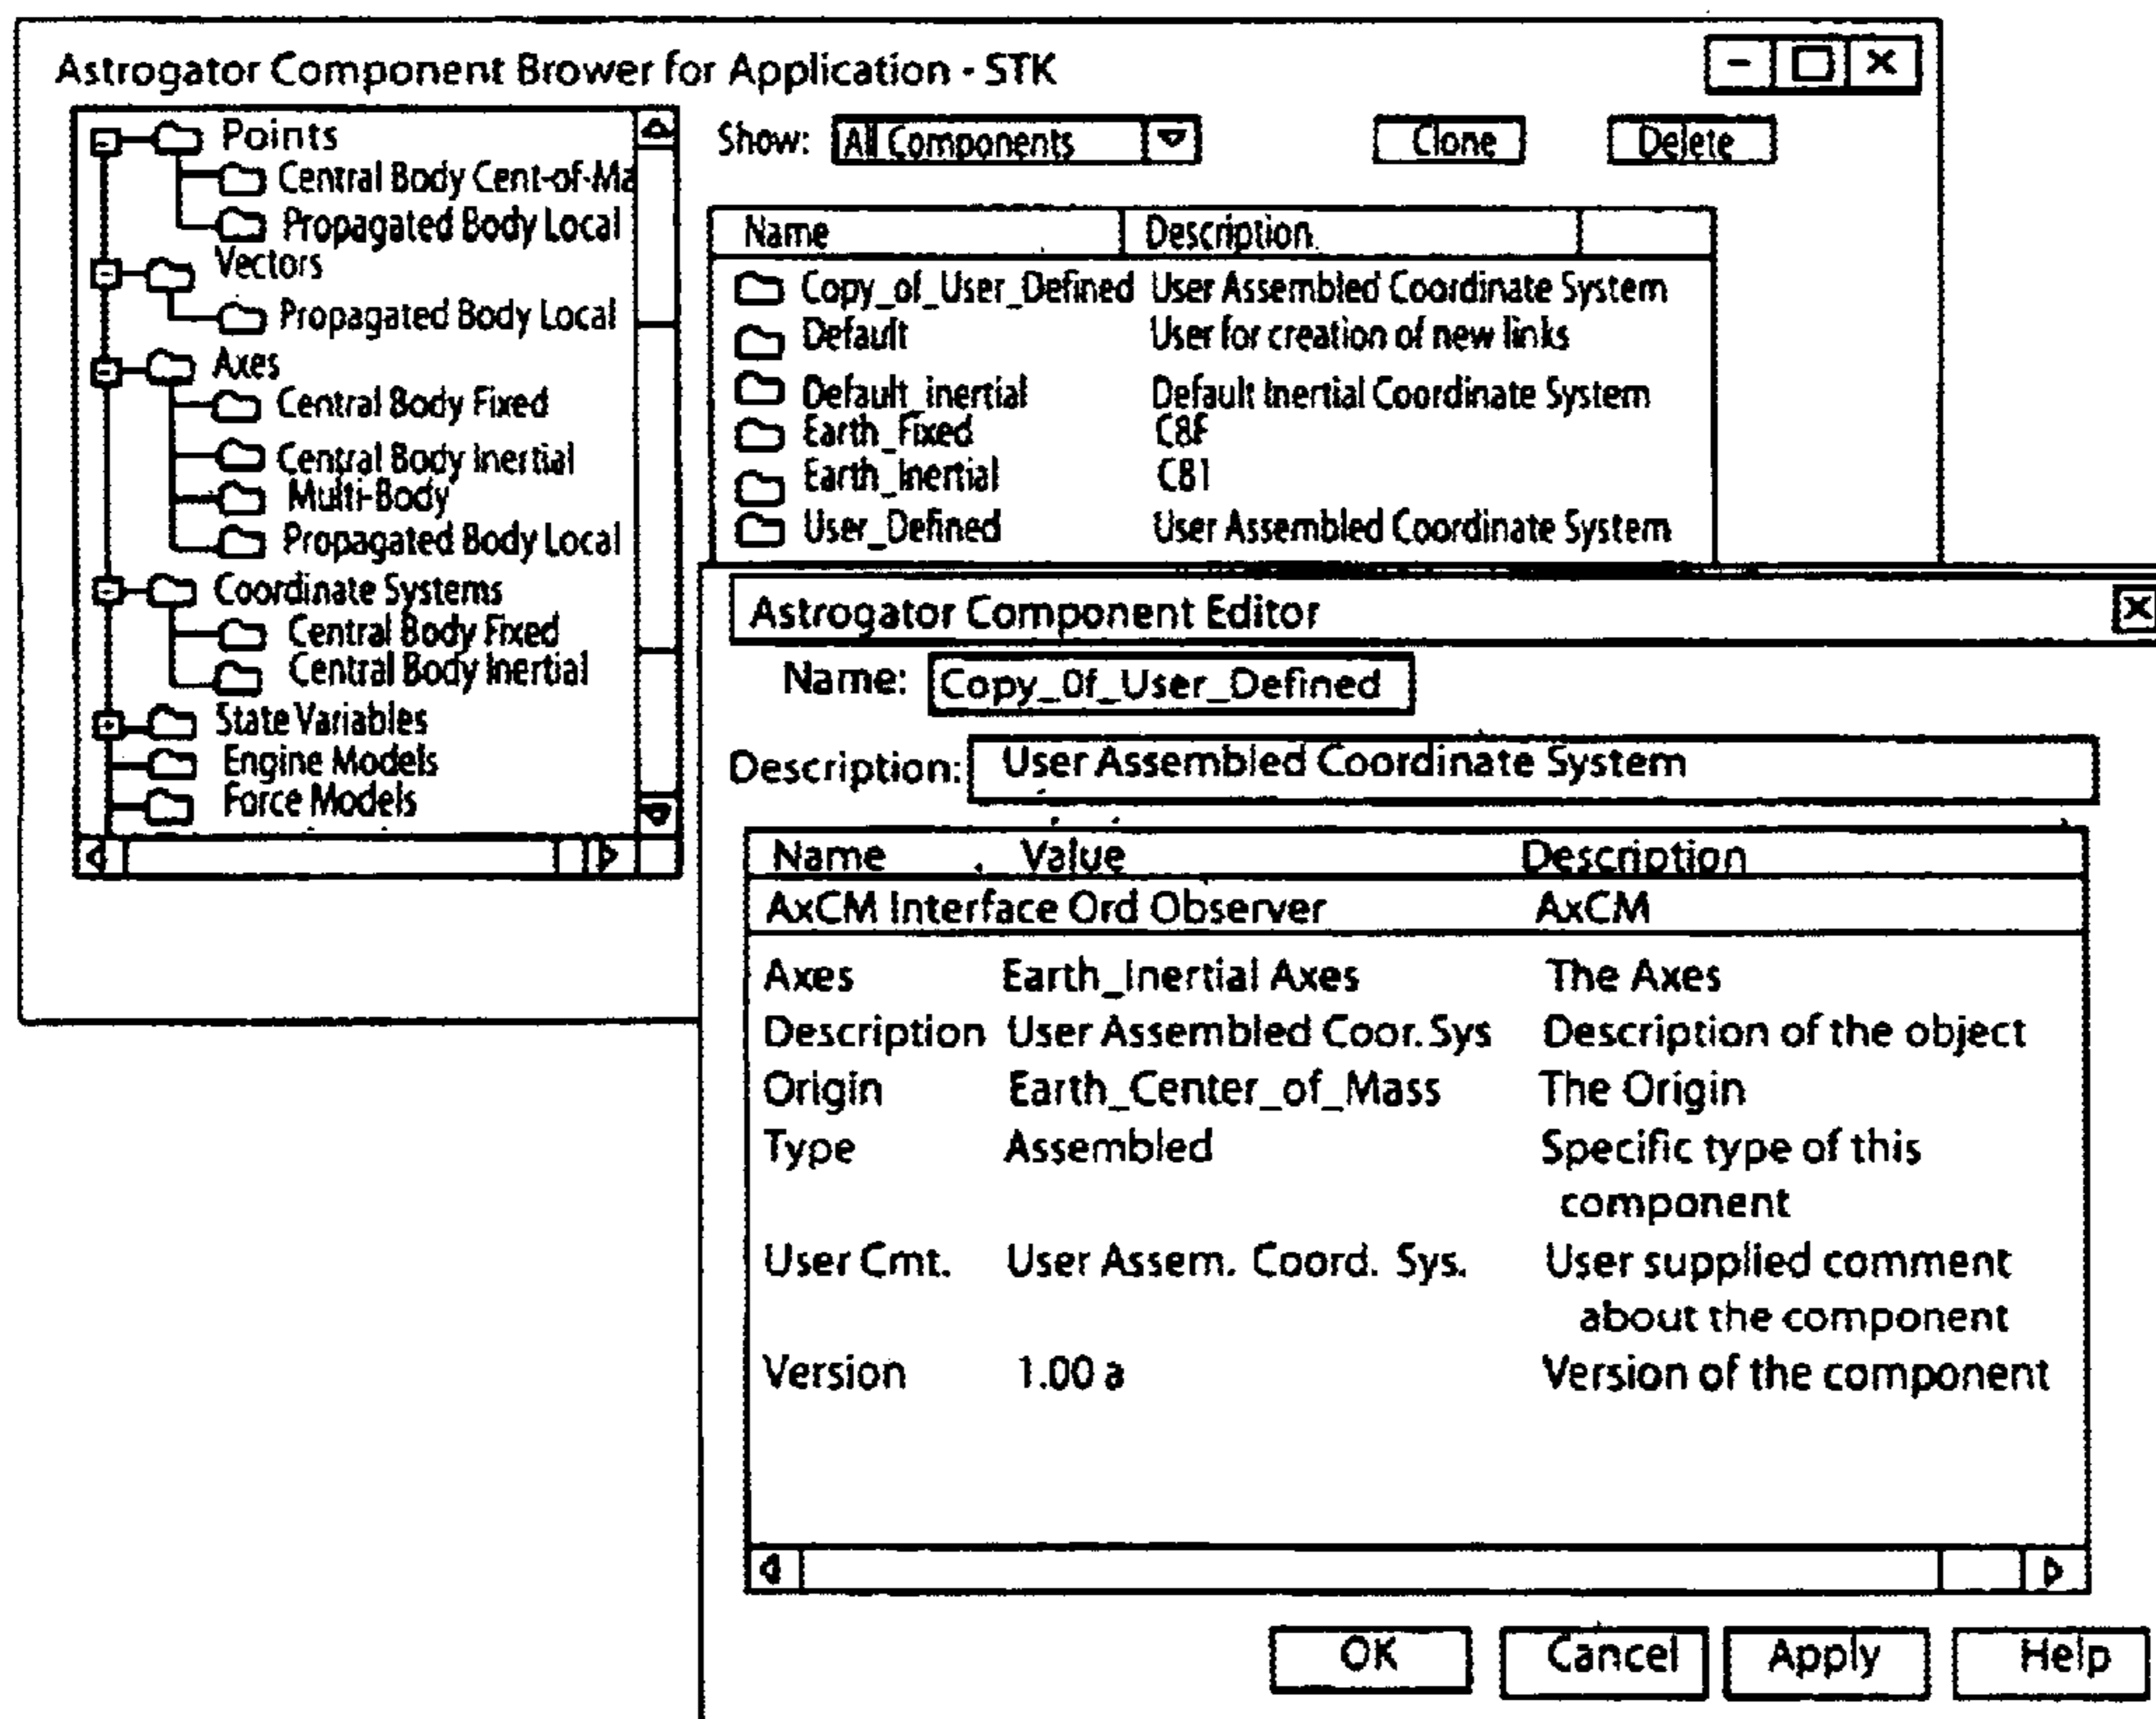 Astrogator Component Brower for Application - STK
Points
Central Body Cent-of-Ma
Propagated Body Local
Vectors
Propagated Body Local
Axes
Central Body Fixed
Central Body Inertial
Multi-Body
Propagated Body Local
Coordinate Systems
Central Body Fixed
Central Body Inertial
State Variables
Engine Models
Force Models
Show: All Components Clone Delete
Name Description
Copy_of_User_Defined User Assembled Coordinate System
Default User for creation of new links
Default_inertial Default Inertial Coordinate System
Earth_Fixed C8F
Earth_Inertial C81
User_Defined User Assembled Coordinate System
Astrogator Component Editor
Name: Copy_0f_User_Defined
Description: User Assembled Coordinate System
Name Value Description
AxCM Interface Ord Observer AxCM
Axes Earth_Inertial Axes The Axes
Description User Assembled Coor. Sys Description of the object
Origin Earth_Center_of_Mass The Origin
Type Assembled Specific type of this
component
User Cmt. User Assem. Coord. Sys. User supplied comment
about the component
Version 1.00 a Version of the component
OK Cancel Apply Help